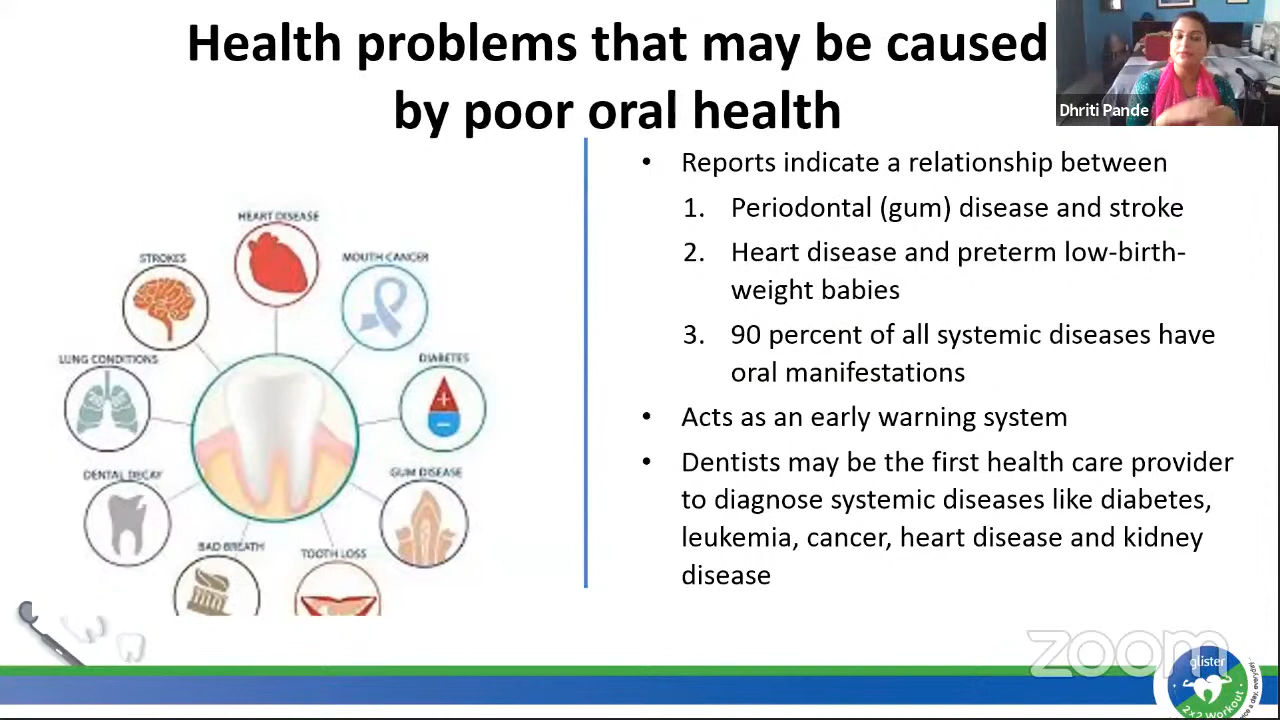 Health problems that may be caused
by poor oral health
Dhriti Pande
• Reports indicate a relationship between
1. Periodontal (gum) disease and stroke
2. Heart disease and preterm low-birth-
weight babies
3. 90 percent of all systemic diseases have
oral manifestations
• Acts as an early warning system
• Dentists may be the first health care provider
to diagnose systemic diseases like diabetes,
leukemia, cancer, heart disease and kidney
disease
HEART DISEASE
STROKES
MOUTH CANCER
LUNG CONDITIONS
DIABETES
DENTAL DECAY
GUM DISEASE
BAD BREATH
TOOTH LOSS
zoom
glister
2x2 Workout
a day, everyday